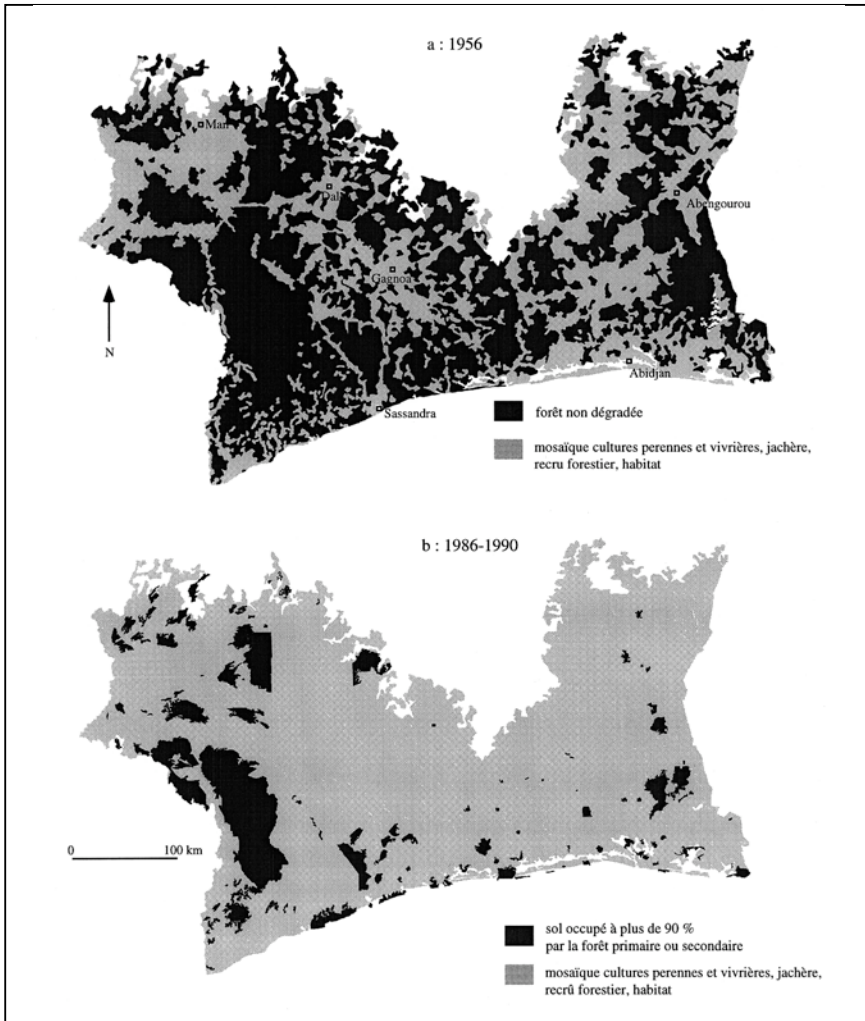 a : 1956
Man
Dal
Abengourou
Gagnoa
N
Abidjan
Sassandra
forêt non dégradée
mosaïque cultures perennes et vivrières, jachère,
recru forestier, habitat
b : 1986-1990
0 100 km
sol occupé à plus de 90 %
par la forêt primaire ou secondaire
mosaïque cultures perennes et vivrières, jachère,
recrû forestier, habitat